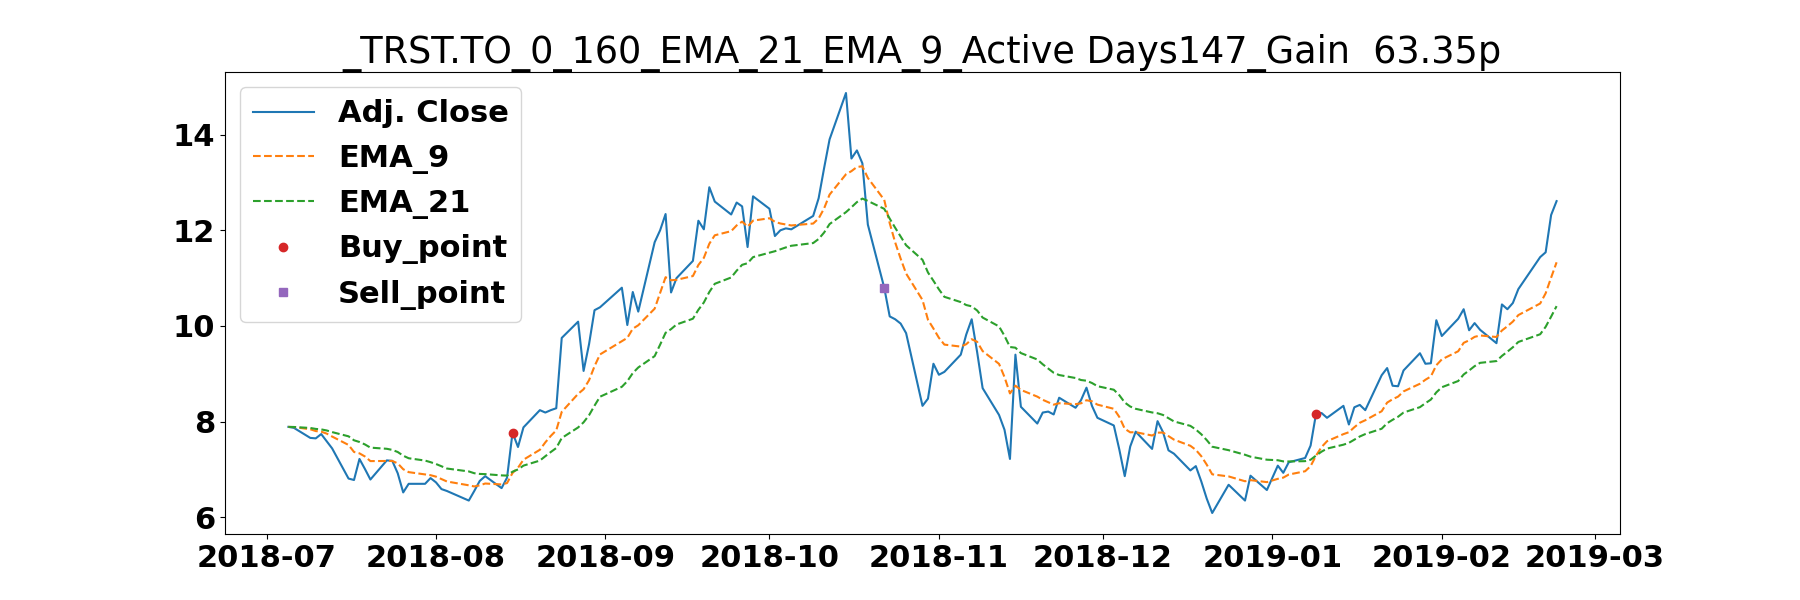 _TRST.TO_0_160_EMA_21_EMA_9_Active Days147_Gain  63.35p
Adj. Close
EMA_9
EMA_21
Buy_point
Sell_point
14
12
10
8
6
2018-07 2018-08 2018-09 2018-10 2018-11 2018-12 2019-01 2019-02 2019-03